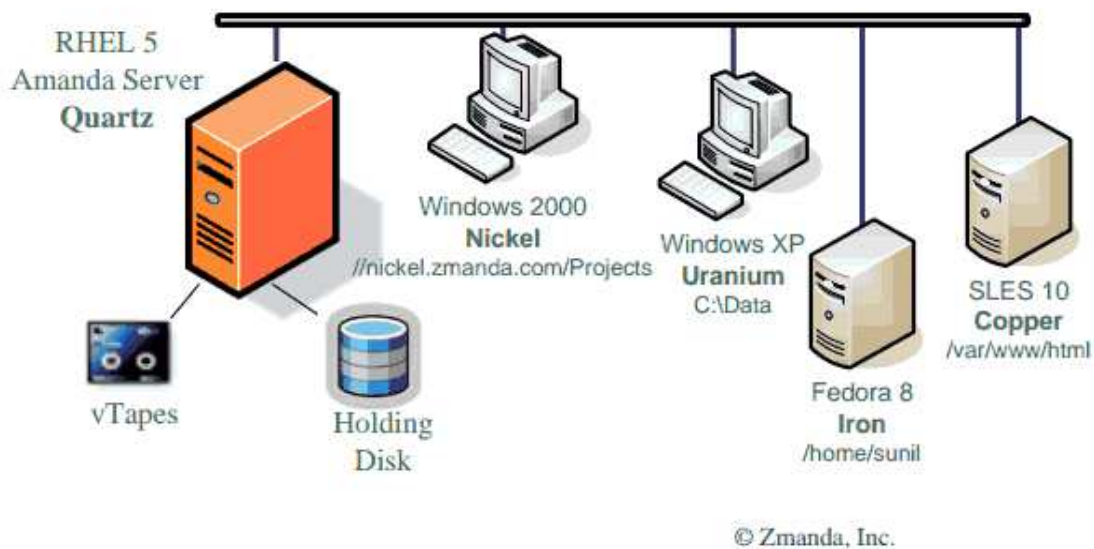 RHEL 5
Amanda Server
Quartz
Windows 2000
Nickel
//nickel.zmanda.com/Projects
Windows XP
Uranium
C:\Data
SLES 10
Copper
/var/www/html
Fedora 8
Iron
/home/sunil
vTapes
Holding
Disk
© Zmanda, Inc.